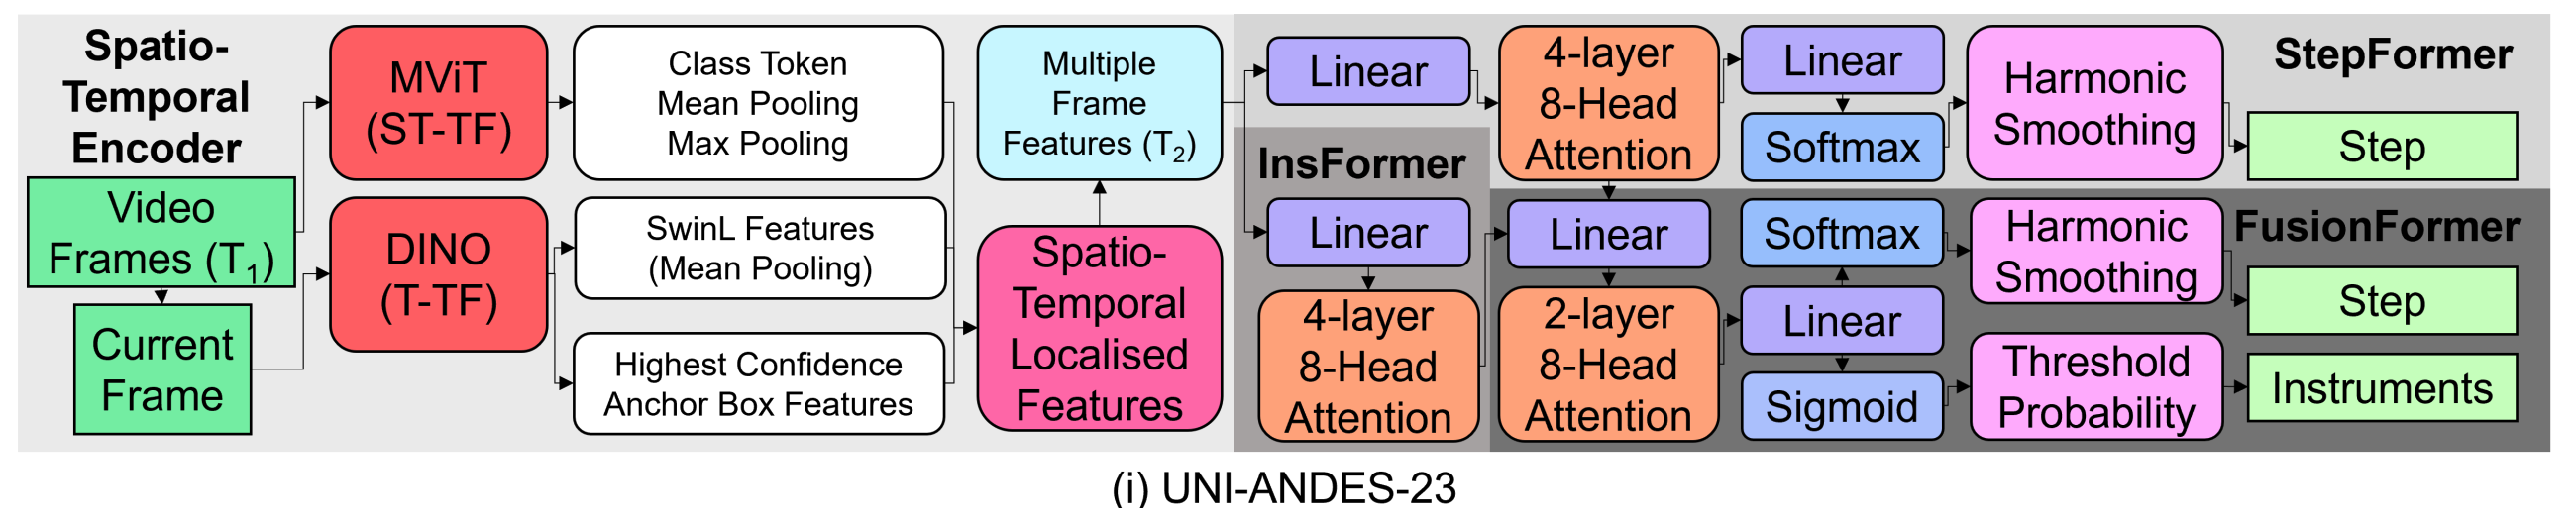 Spatio-
Temporal
Encoder
Video
Frames (T₁)
Current
Frame
MViT
(ST-TF)
DINO
(T-TF)
Class Token
Mean Pooling
Max Pooling
SwinL Features
(Mean Pooling)
Highest Confidence
Anchor Box Features
Multiple
Frame
Features (T₂)
Spatio-
Temporal
Localised
Features
Linear
4-layer
8-Head
Attention
Linear
Softmax
Harmonic
Smoothing
StepFormer
Step
InsFormer
Linear
4-layer
8-Head
Attention
Linear
2-layer
8-Head
Attention
Softmax
Linear
Sigmoid
Harmonic
Smoothing
Threshold
Probability
FusionFormer
Step
Instruments
(i) UNI-ANDES-23